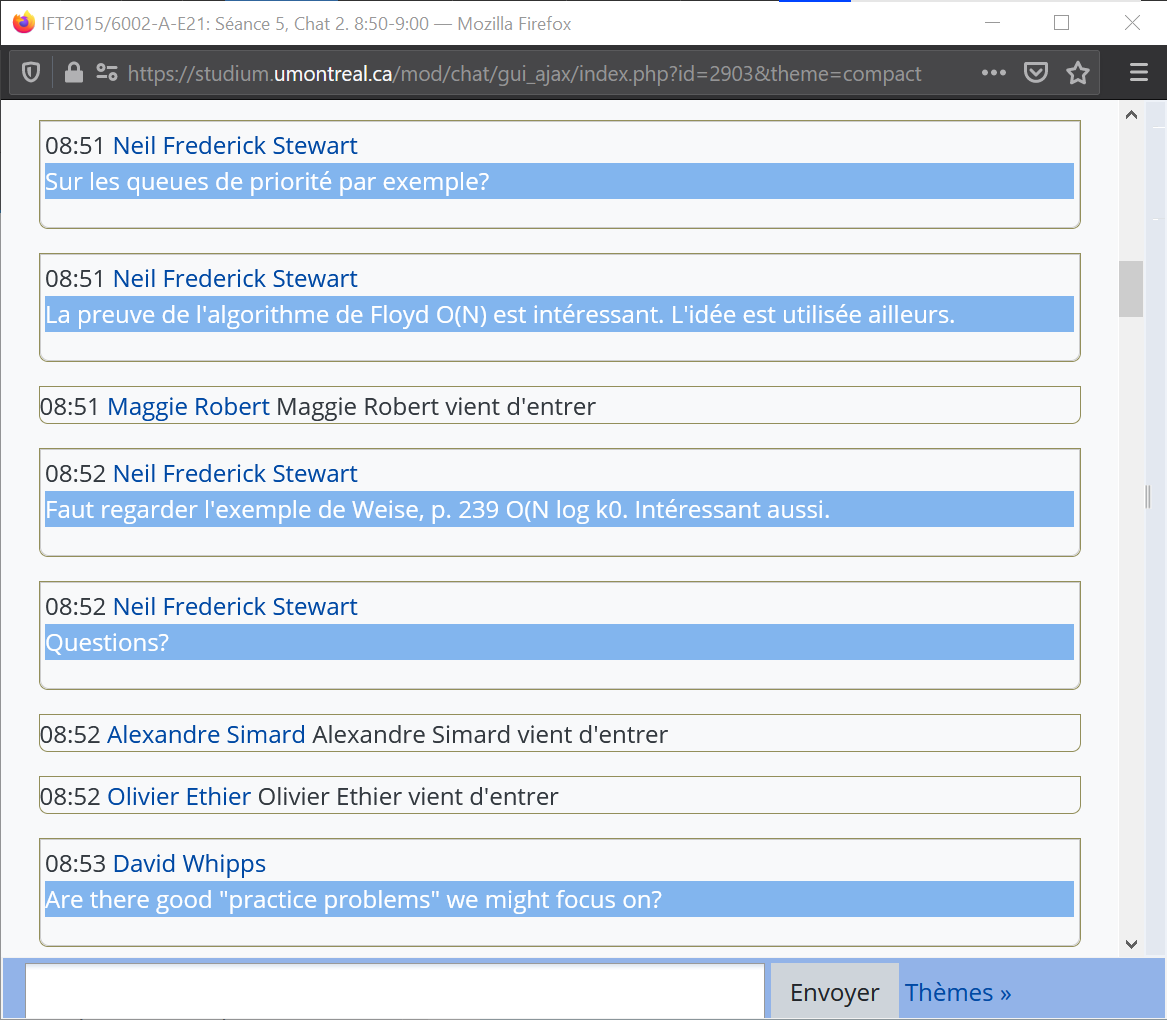 IFT2015/6002-A-E21: Séance 5, Chat 2. 8:50-9:00 — Mozilla Firefox
https://studium.umontreal.ca/mod/chat/gui_ajax/index.php?id=2903&theme=compact
08:51 Neil Frederick Stewart
Sur les queues de priorité par exemple?
08:51 Neil Frederick Stewart
La preuve de l'algorithme de Floyd O(N) est intéressant. L'idée est utilisée ailleurs.
08:51 Maggie Robert Maggie Robert vient d'entrer
08:52 Neil Frederick Stewart
Faut regarder l'exemple de Weise, p. 239 O(N log k0. Intéressant aussi.
08:52 Neil Frederick Stewart
Questions?
08:52 Alexandre Simard Alexandre Simard vient d'entrer
08:52 Olivier Ethier Olivier Ethier vient d'entrer
08:53 David Whipps
Are there good "practice problems" we might focus on?
Envoyer Thèmes »